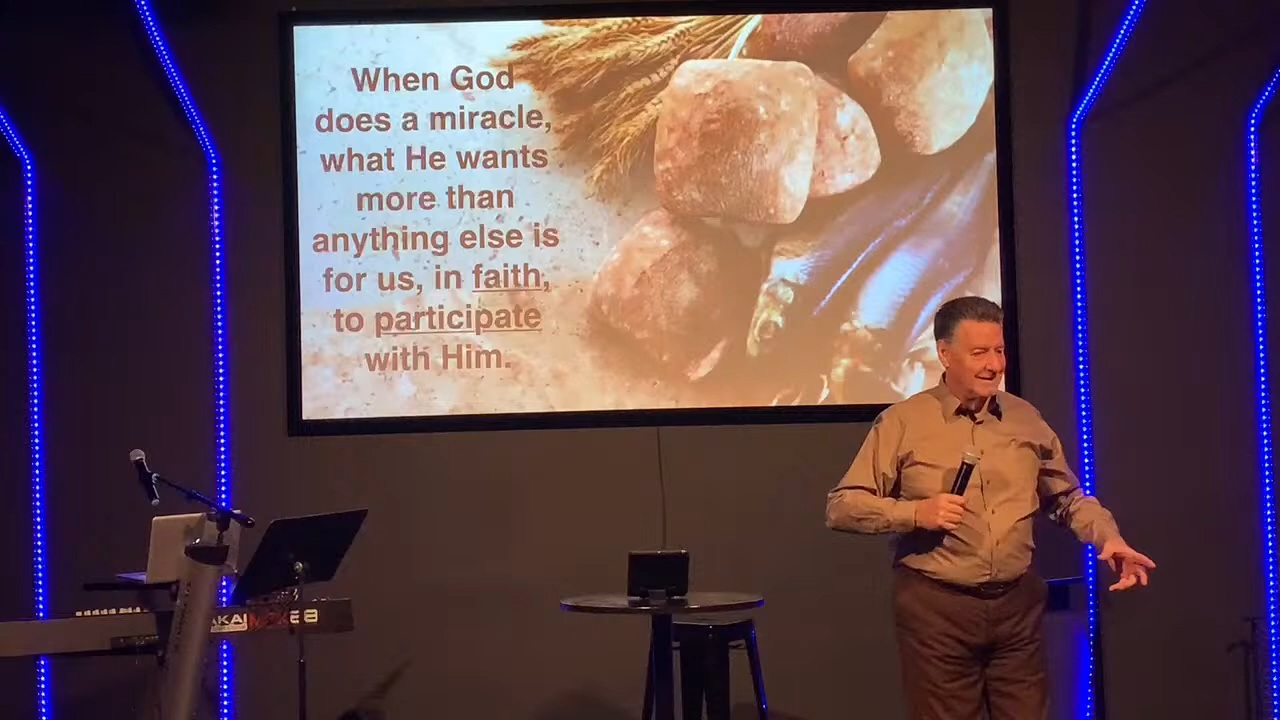 When God
does a miracle,
what He wants
more than
anything else is
for us, in faith,
to participate
with Him.
AKAI